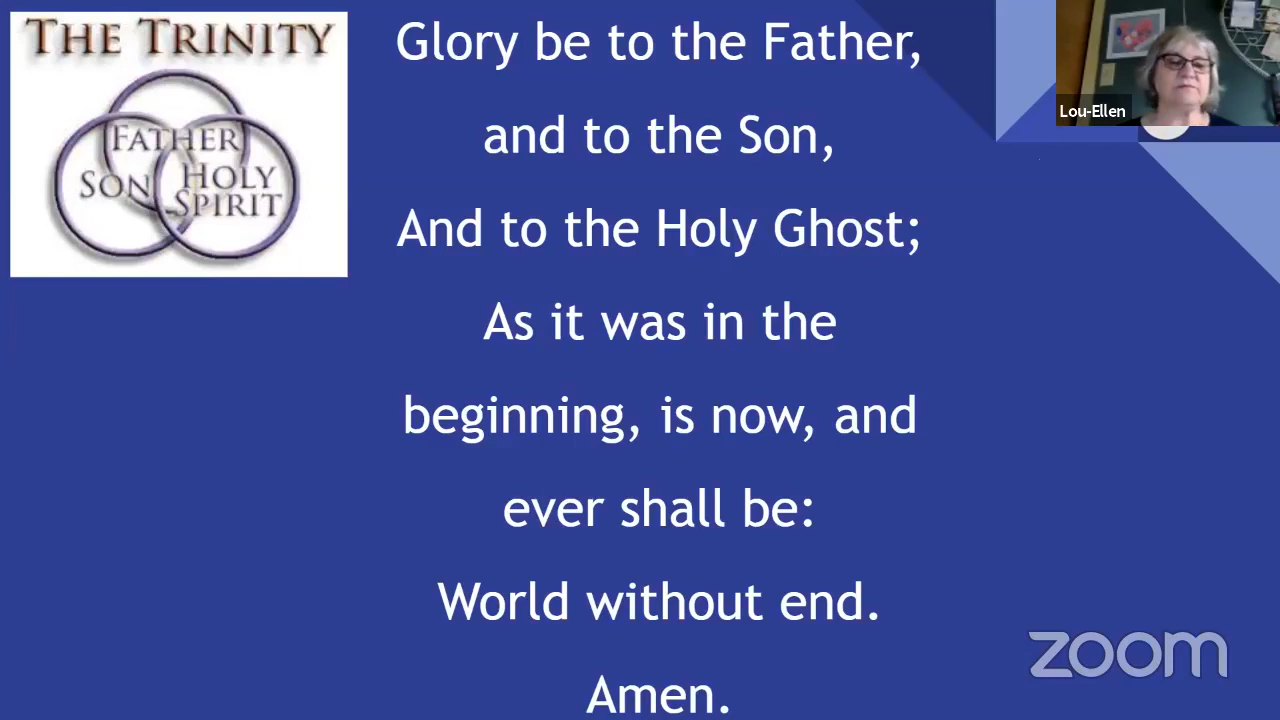 THE TRINITY
FATHER
SON
HOLY
SPIRIT
Glory be to the Father,
and to the Son,
And to the Holy Ghost;
As it was in the
beginning, is now, and
ever shall be:
World without end.
Amen.
Lou-Ellen
zoom